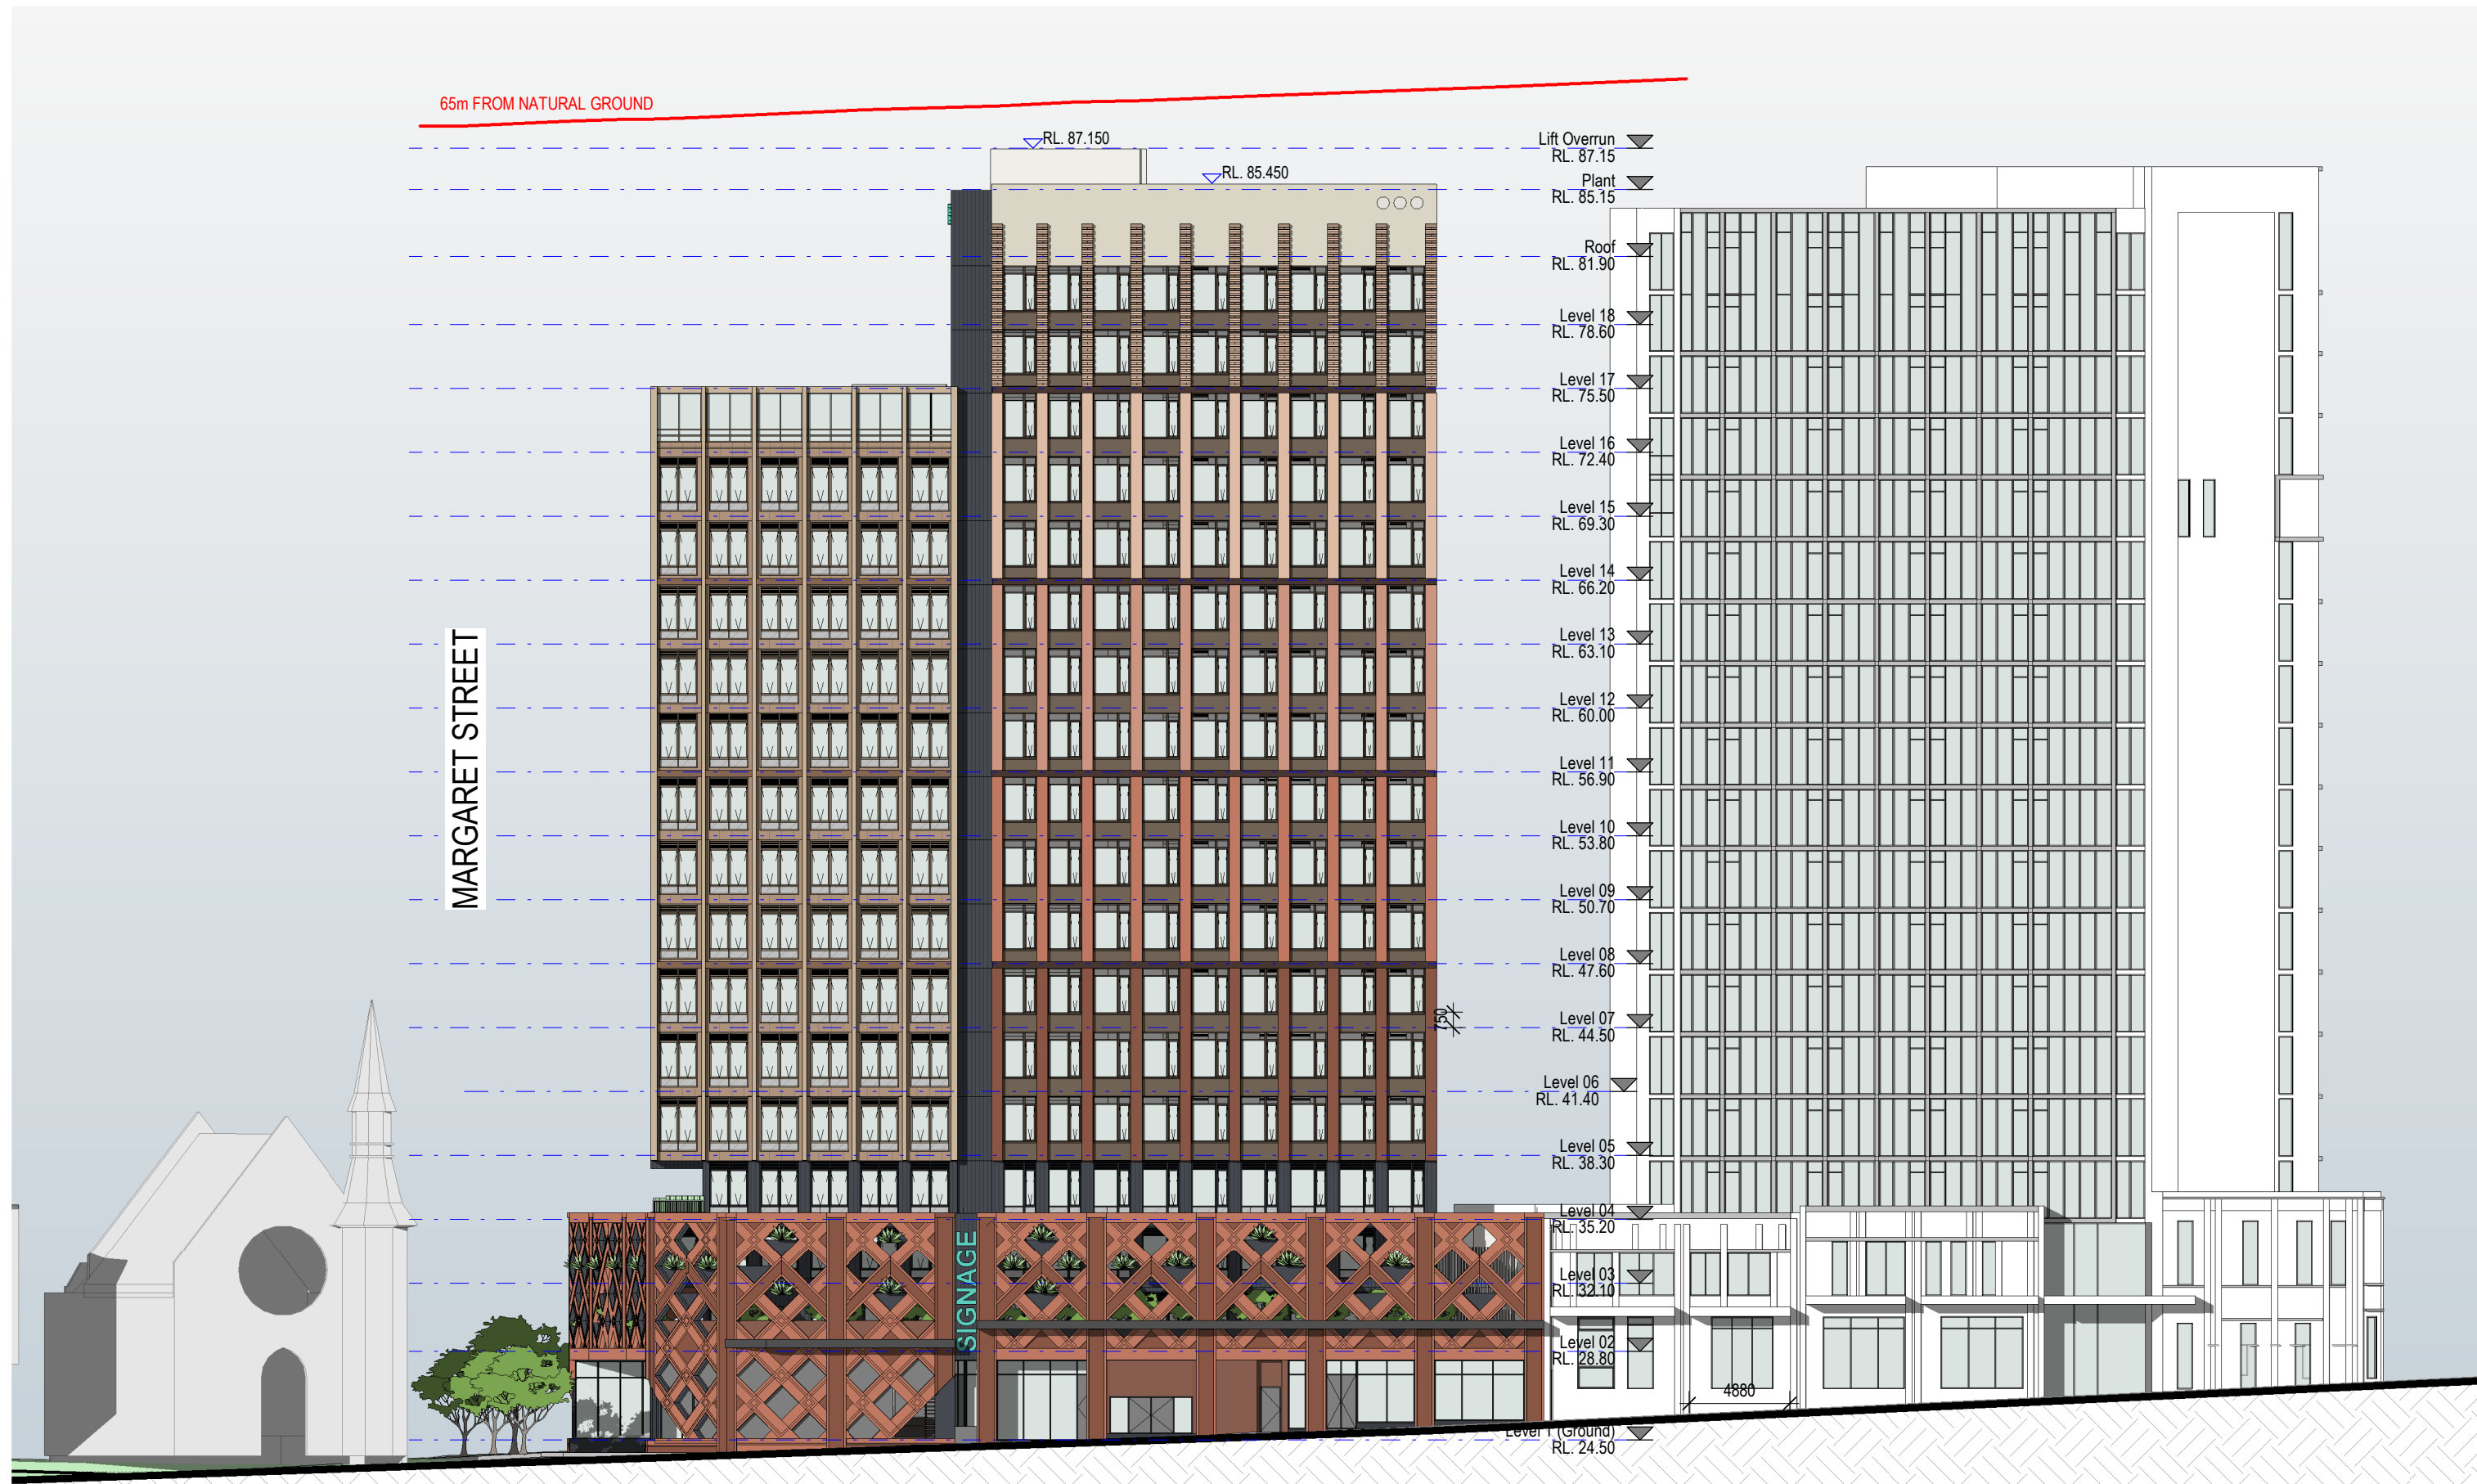 65m FROM NATURAL GROUND
RL. 87.150
RL. 85.450
Lift Overrun
RL. 87.15
Plant
RL. 85.15
Roof
RL. 81.90
Level 18
RL. 78.60
Level 17
RL. 75.50
Level 16
RL. 72.40
Level 15
RL. 69.30
Level 14
RL. 66.20
Level 13
RL. 63.10
Level 12
RL. 60.00
Level 11
RL. 56.90
Level 10
RL. 53.80
Level 09
RL. 50.70
Level 08
RL. 47.60
Level 07
RL. 44.50
Level 06
RL. 41.40
Level 05
RL. 38.30
Level 04
RL. 35.20
Level 03
RL. 32.10
Level 02
RL. 28.80
Level 1 (Ground)
RL. 24.50
MARGARET STREET
750
SIGNAGE
4880